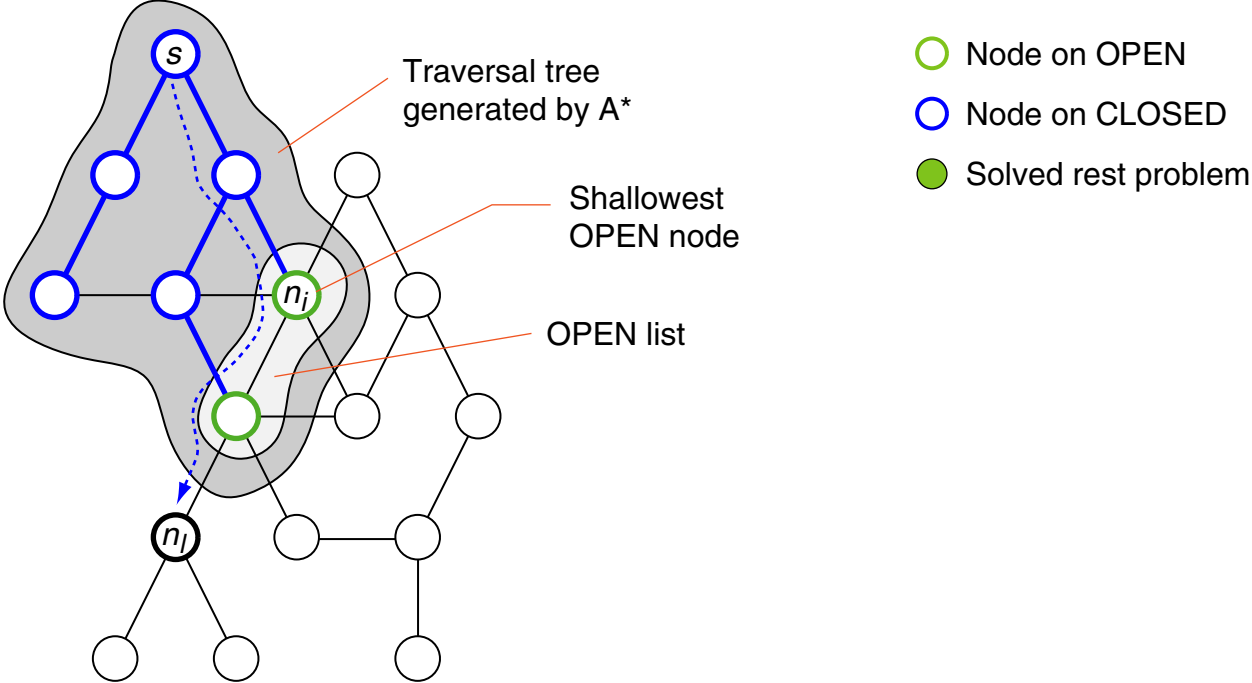 s
Traversal tree
generated by A*
Shallowest
OPEN node
nᵢ
OPEN list
nₗ
Node on OPEN
Node on CLOSED
Solved rest problem